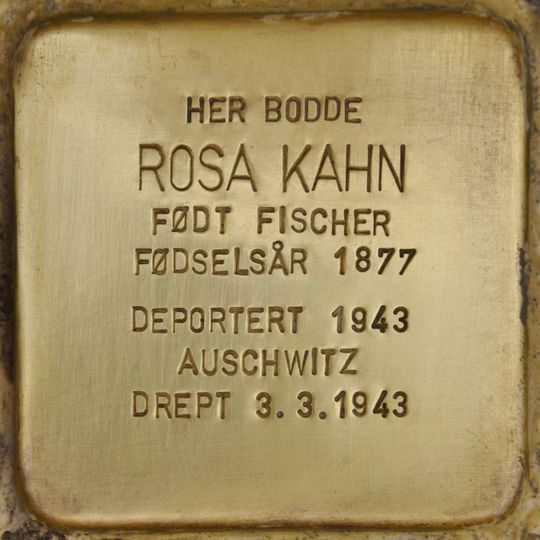 HER BODDE
ROSA KAHN
FØDT FISCHER
FØDSELSÅR 1877
DEPORTERT 1943
AUSCHWITZ
DREPT 3.3.1943